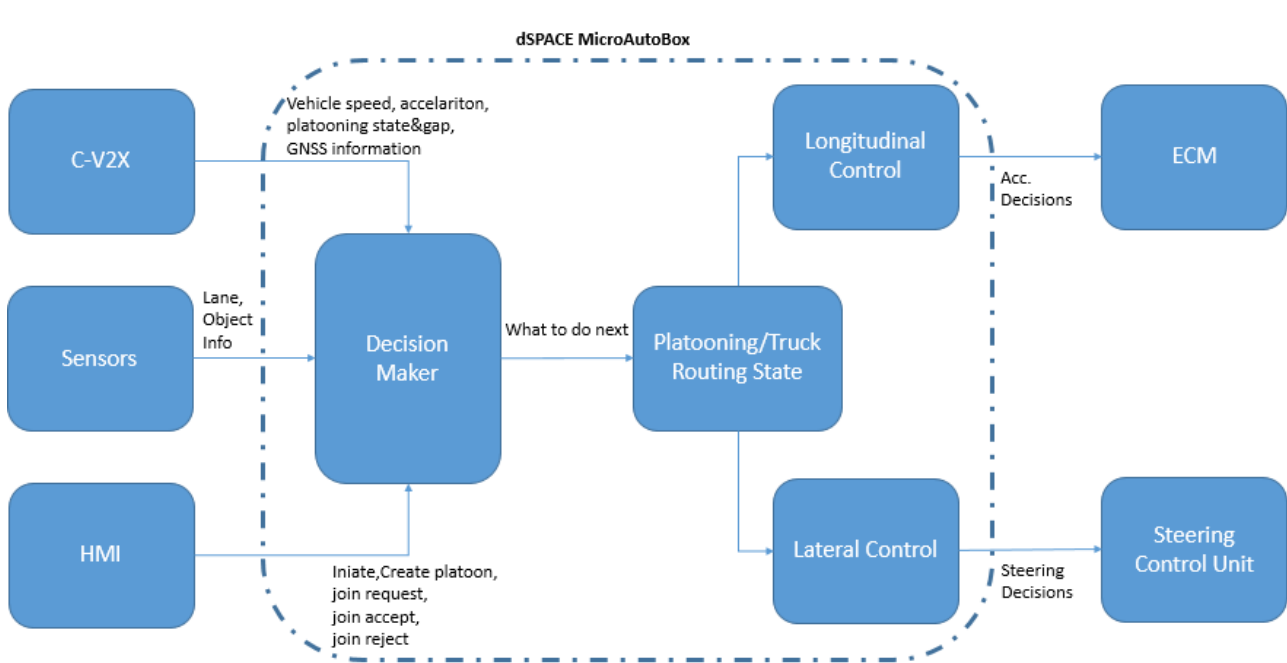 dSPACE MicroAutoBox
C-V2X
Vehicle speed, accelariton,
platooning state&gap,
GNSS information
Longitudinal
Control
Acc.
Decisions
ECM
Sensors
Lane,
Object
Info
Decision
Maker
What to do next
Platooning/Truck
Routing State
HMI
Iniate,Create platoon,
join request,
join accept,
join reject
Lateral Control
Steering
Decisions
Steering
Control Unit